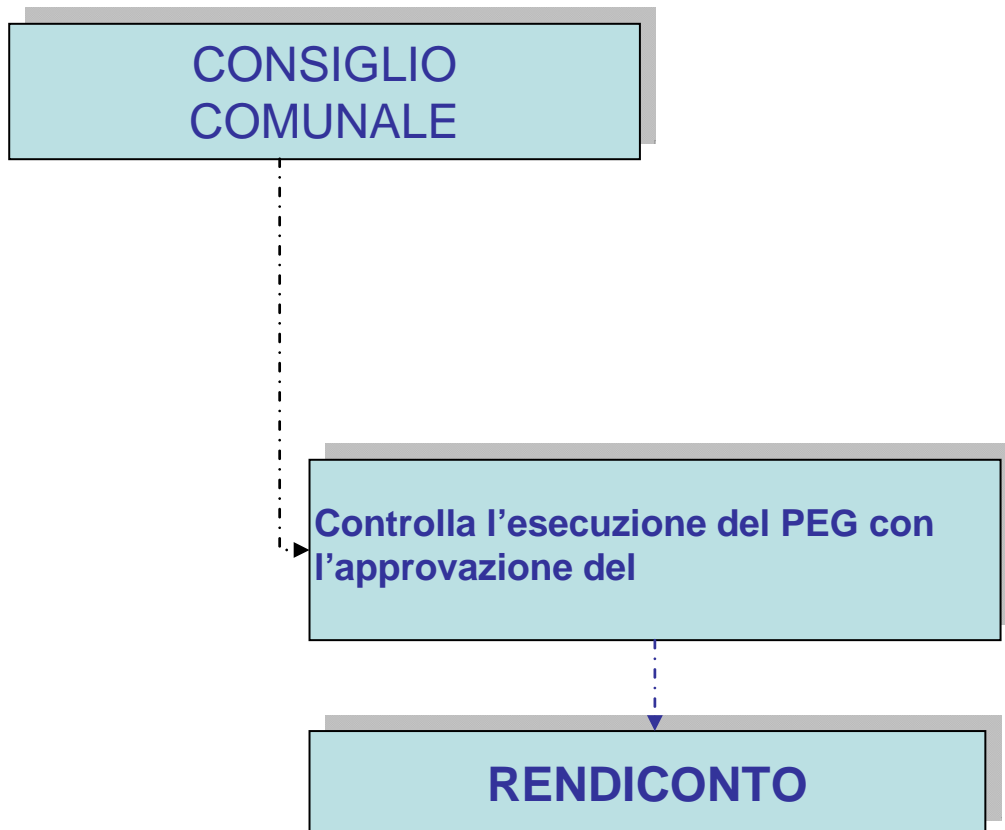 CONSIGLIO
COMUNALE
Controlla l’esecuzione del PEG con
l’approvazione del
RENDICONTO